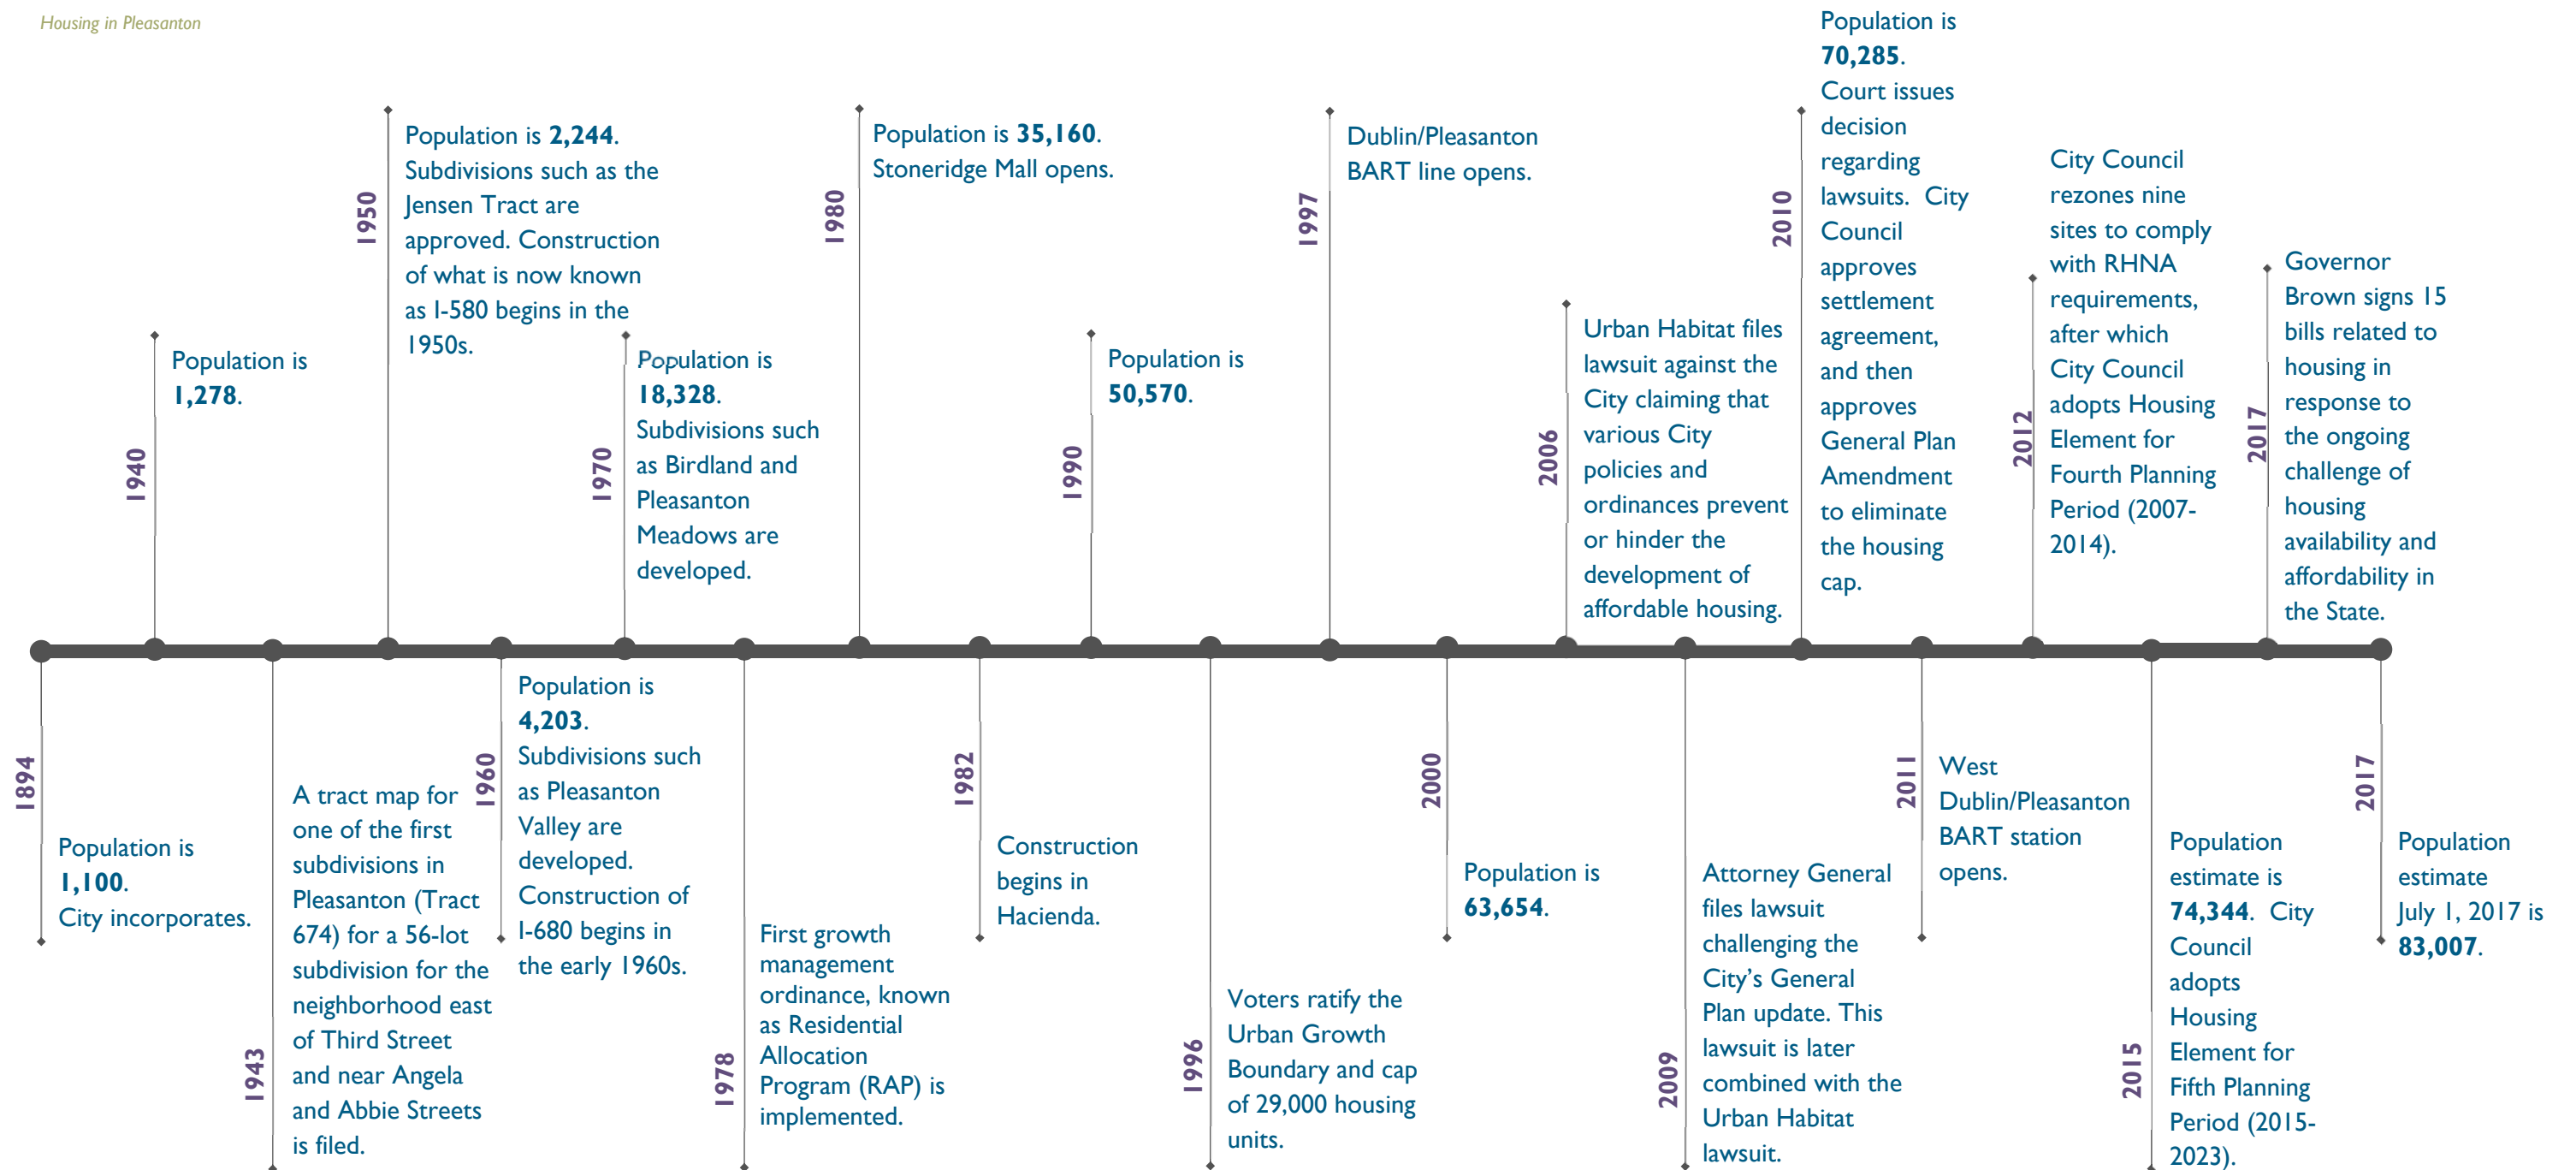 Housing in Pleasanton
1894
Population is
1,100.
City incorporates.
1940
Population is
1,278.
1943
A tract map for
one of the first
subdivisions in
Pleasanton (Tract
674) for a 56-lot
subdivision for the
neighborhood east
of Third Street
and near Angela
and Abbie Streets
is filed.
1950
Population is 2,244.
Subdivisions such as the
Jensen Tract are
approved. Construction
of what is now known
as I-580 begins in the
1950s.
1960
Population is
4,203.
Subdivisions such
as Pleasanton
Valley are
developed.
Construction of
I-680 begins in
the early 1960s.
1970
Population is
18,328.
Subdivisions such
as Birdland and
Pleasanton
Meadows are
developed.
1978
First growth
management
ordinance, known
as Residential
Allocation
Program (RAP) is
implemented.
1980
Population is 35,160.
Stoneridge Mall opens.
1982
Construction
begins in
Hacienda.
1990
Population is
50,570.
1996
Voters ratify the
Urban Growth
Boundary and cap
of 29,000 housing
units.
1997
Dublin/Pleasanton
BART line opens.
2000
Population is
63,654.
2006
Urban Habitat files
lawsuit against the
City claiming that
various City
policies and
ordinances prevent
or hinder the
development of
affordable housing.
2009
Attorney General
files lawsuit
challenging the
City’s General
Plan update. This
lawsuit is later
combined with the
Urban Habitat
lawsuit.
2010
Population is
70,285.
Court issues
decision
regarding
lawsuits.  City
Council
approves
settlement
agreement,
and then
approves
General Plan
Amendment
to eliminate
the housing
cap.
2011
West
Dublin/Pleasanton
BART station
opens.
2012
City Council
rezones nine
sites to comply
with RHNA
requirements,
after which
City Council
adopts Housing
Element for
Fourth Planning
Period (2007-
2014).
2015
Population
estimate is
74,344.  City
Council
adopts
Housing
Element for
Fifth Planning
Period (2015-
2023).
2017
Governor
Brown signs 15
bills related to
housing in
response to
the ongoing
challenge of
housing
availability and
affordability in
the State.
2017
Population
estimate
July 1, 2017 is
83,007.